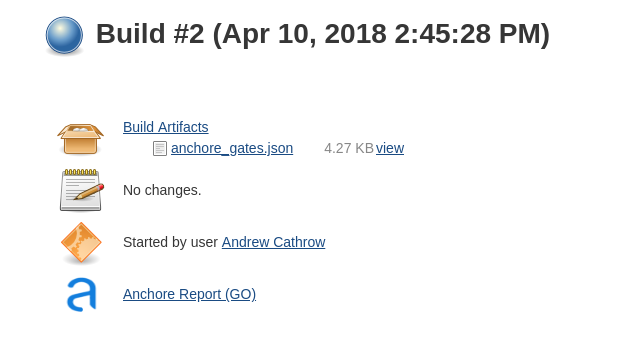 Build #2 (Apr 10, 2018 2:45:28 PM)
Build Artifacts
anchore_gates.json 4.27 KB view
No changes.
Started by user Andrew Cathrow
Anchore Report (GO)